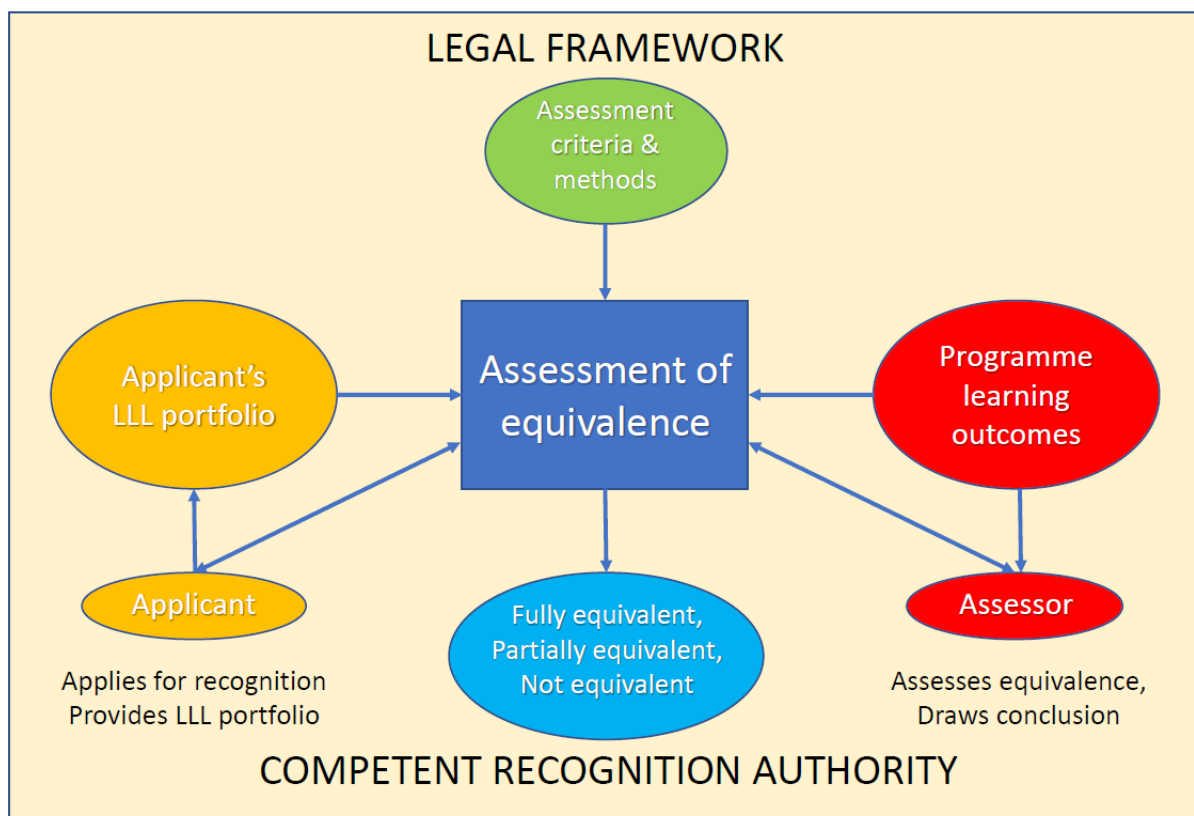 LEGAL FRAMEWORK
Assessment
criteria &
methods
Applicant’s
LLL portfolio
Assessment of
equivalence
Programme
learning
outcomes
Applicant
Fully equivalent,
Partially equivalent,
Not equivalent
Assessor
Applies for recognition
Provides LLL portfolio
Assesses equivalence,
Draws conclusion
COMPETENT RECOGNITION AUTHORITY